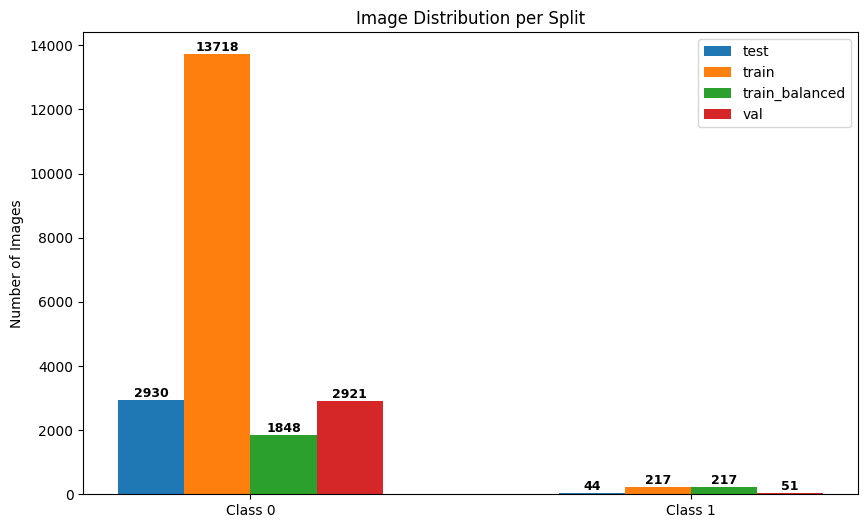 Image Distribution per Split
14000
12000
10000
8000
6000
4000
2000
0
Number of Images
2930
13718
1848
2921
44
217
217
51
Class 0
Class 1
test
train
train_balanced
val